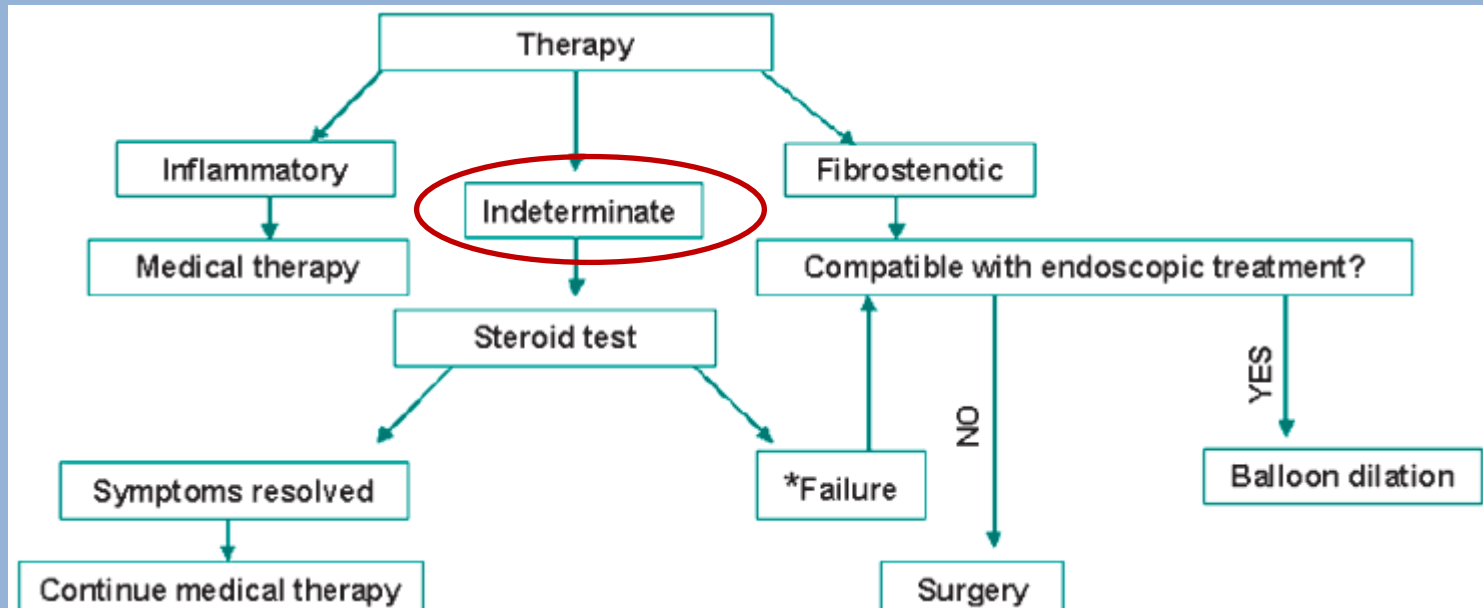 Therapy
Inflammatory
Indeterminate
Fibrostenotic
Medical therapy
Compatible with endoscopic treatment?
Steroid test
NO
YES
Symptoms resolved
*Failure
Balloon dilation
Continue medical therapy
Surgery